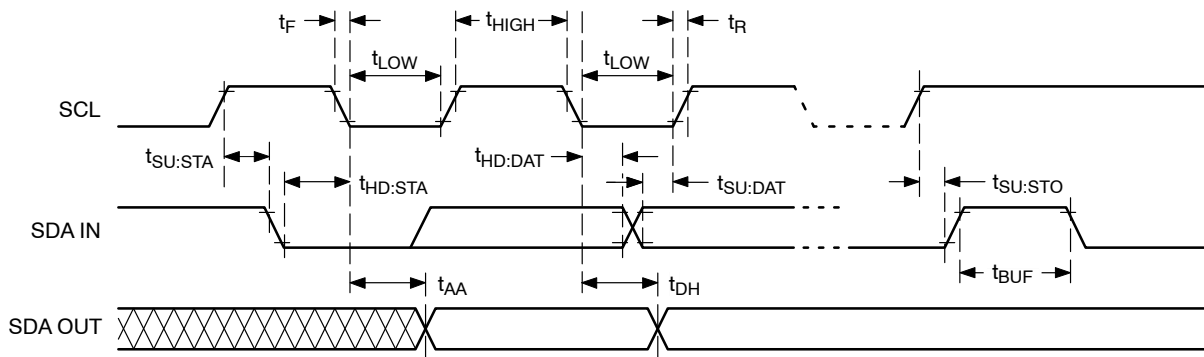 tF tHIGH tR
tLOW tLOW
SCL
tSU:STA tHD:DAT
tHD:STA tSU:DAT tSU:STO
SDA IN
tAA tDH tBUF
SDA OUT